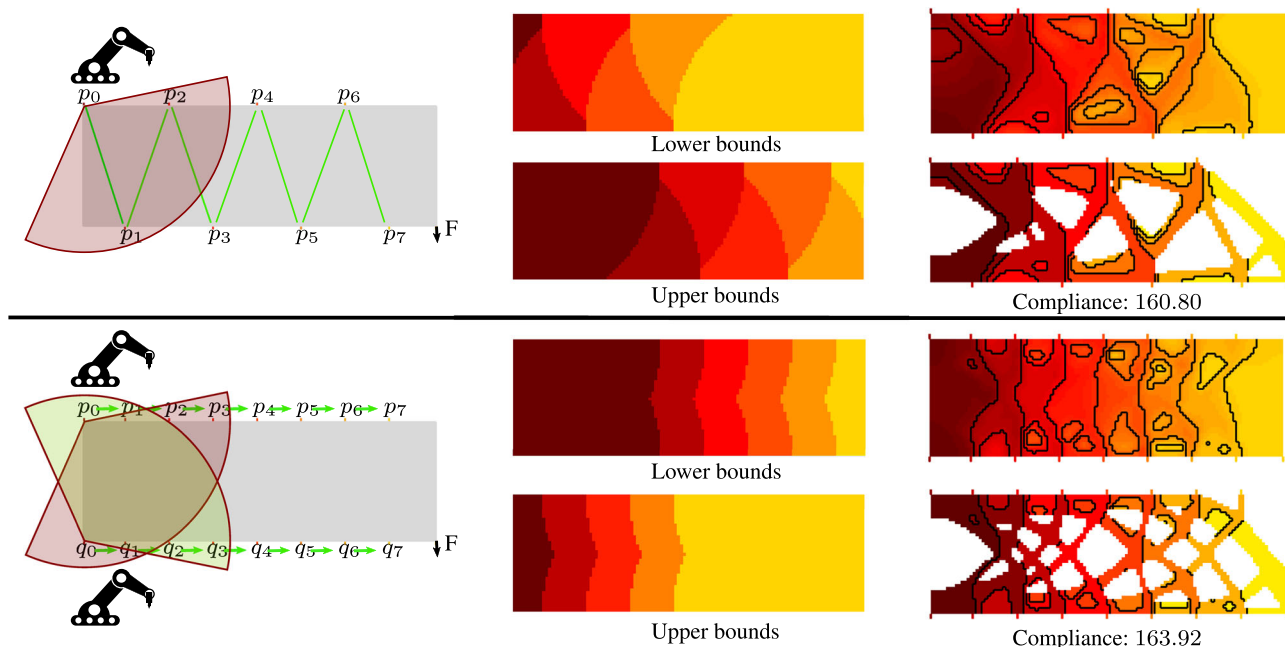 p0 p2 p4 p6
p1 p3 p5 p7
F
Lower bounds
Upper bounds
Compliance: 160.80
p0 p1 p2 p3 p4 p5 p6 p7
q0 q1 q2 q3 q4 q5 q6 q7
F
Lower bounds
Upper bounds
Compliance: 163.92